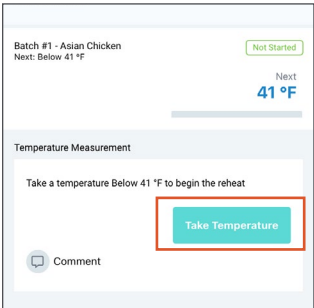 Batch #1 - Asian Chicken
Not Started
Next: Below 41 °F
Next
41 °F
Temperature Measurement
Take a temperature Below 41 °F to begin the reheat
Take Temperature
Comment